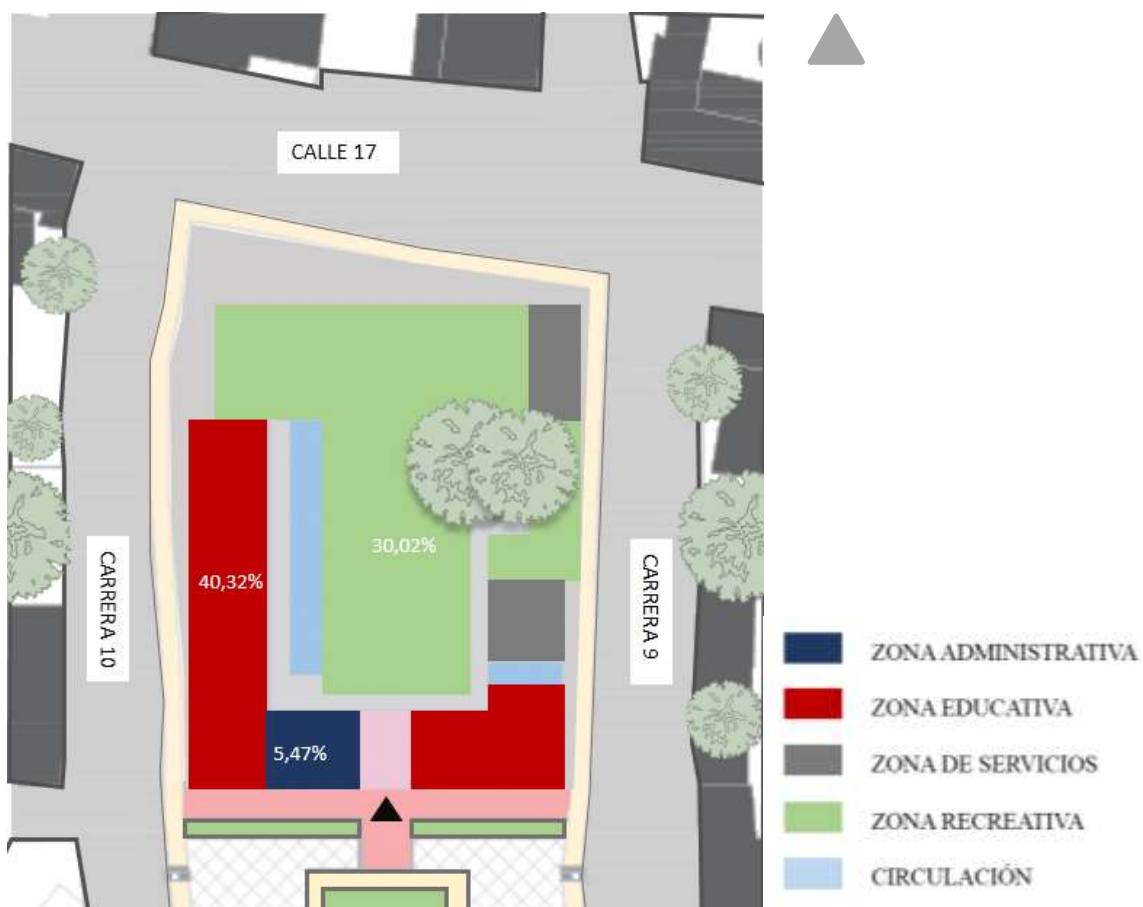 CALLE 17
30,02%
40,32%
CARRERA 10
CARRERA 9
5,47%
ZONA ADMINISTRATIVA
ZONA EDUCATIVA
ZONA DE SERVICIOS
ZONA RECREATIVA
CIRCULACIÓN